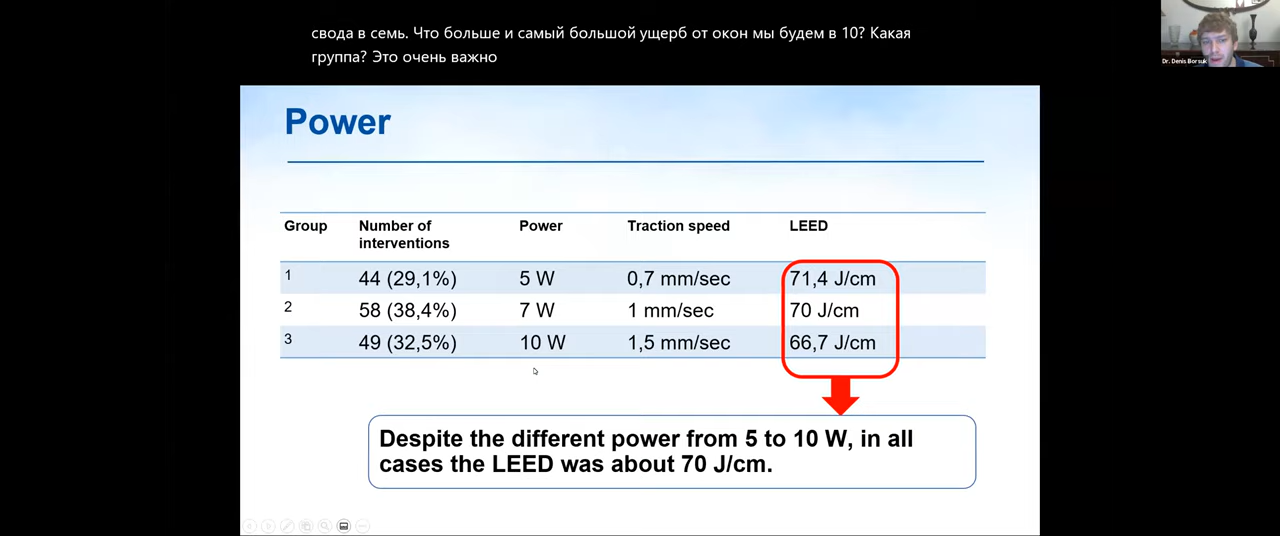 свода в семь. Что больше и самый большой ущерб от окон мы будем в 10? Какая
группа? Это очень важно
Dr. Denis Borsuk
Power
Group Number of interventions Power Traction speed LEED
1 44 (29,1%) 5 W 0,7 mm/sec 71,4 J/cm
2 58 (38,4%) 7 W 1 mm/sec 70 J/cm
3 49 (32,5%) 10 W 1,5 mm/sec 66,7 J/cm
Despite the different power from 5 to 10 W, in all
cases the LEED was about 70 J/cm.